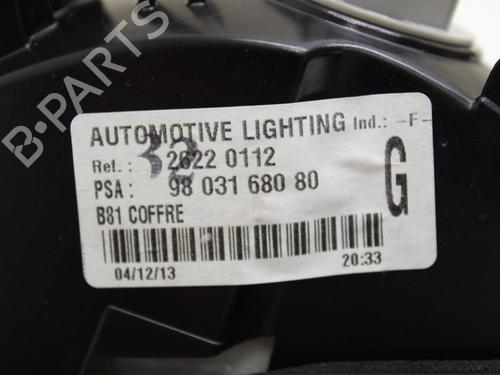 B-PARTS
AUTOMOTIVE LIGHTING Ind.: -F-
Ref.: 2622 0112
32
PSA : 98 031 680 80
G
B81 COFFRE
04/12/13 20:33